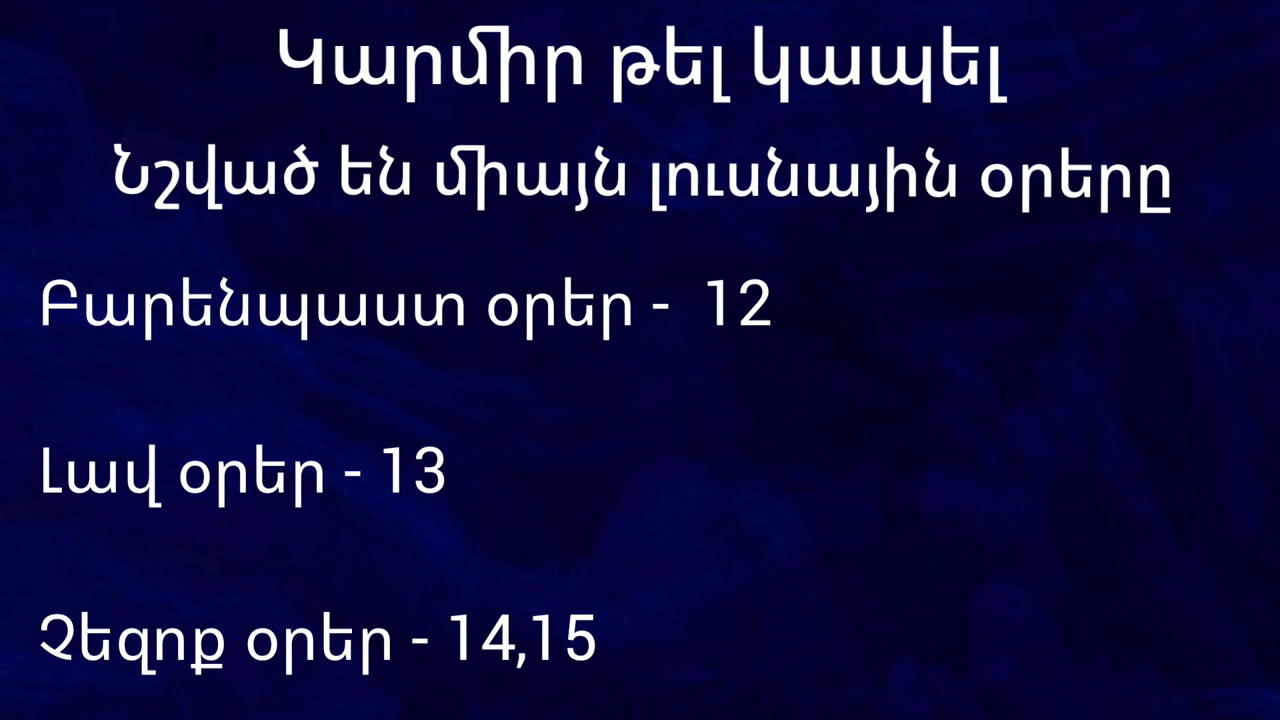 Կարմիր թել կապել
Նշված են միայն լուսնային օրերը
Բարենպաստ օրեր - 12
Լավ օրեր - 13
Չեզոք օրեր - 14,15